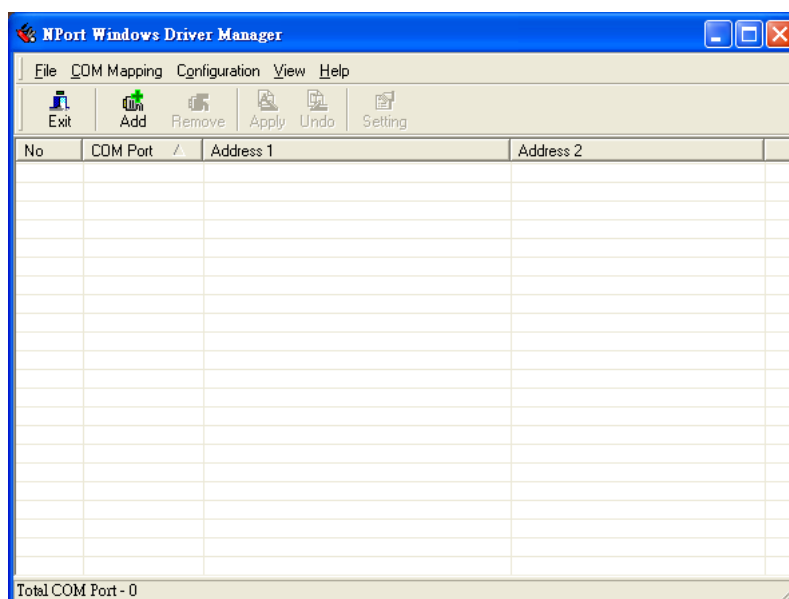 NPort Windows Driver Manager
File COM Mapping Configuration View Help
Exit Add Remove Apply Undo Setting
No COM Port Address 1 Address 2
Total COM Port - 0